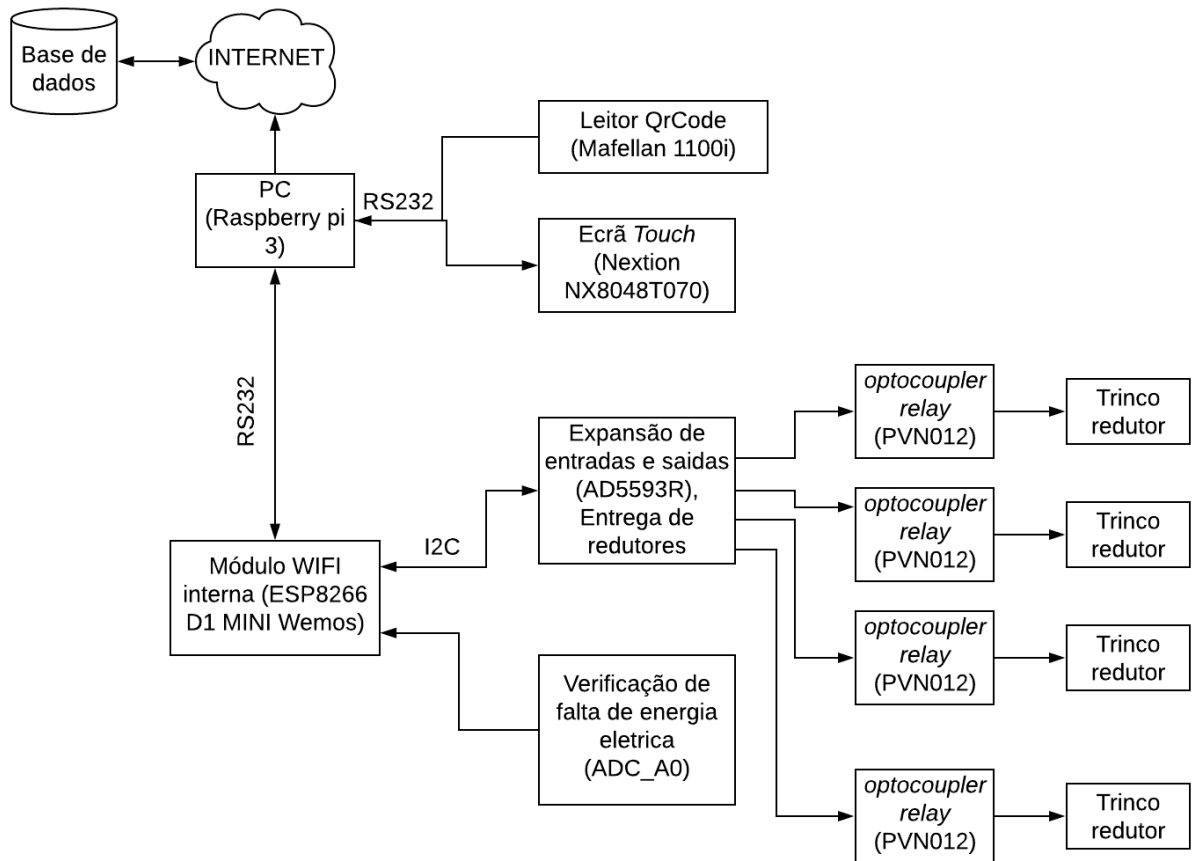 Base de
dados
INTERNET
Leitor QrCode
(Mafellan 1100i)
PC
(Raspberry pi
3)
RS232
Ecrã Touch
(Nextion
NX8048T070)
RS232
optocoupler
relay
(PVN012)
Trinco
redutor
Expansão de
entradas e saidas
(AD5593R),
Entrega de
redutores
optocoupler
relay
(PVN012)
Trinco
redutor
I2C
Módulo WIFI
interna (ESP8266
D1 MINI Wemos)
optocoupler
relay
(PVN012)
Trinco
redutor
Verificação de
falta de energia
eletrica
(ADC_A0)
optocoupler
relay
(PVN012)
Trinco
redutor